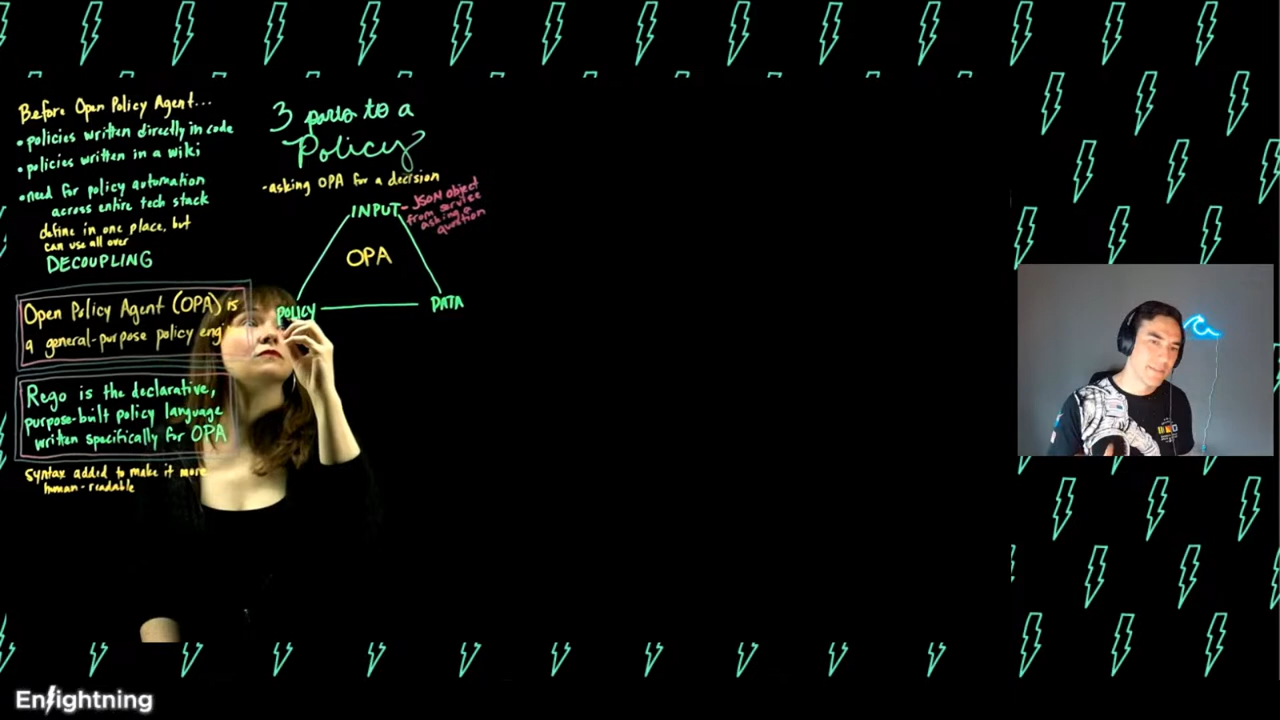 Before Open Policy Agent...
• policies written directly in code
• policies written in a wiki
• need for policy automation
across entire tech stack
define in one place, but
can use all over
DECOUPLING
Open Policy Agent (OPA) is
a general-purpose policy eng
Rego is the declarative,
purpose-built policy language
written specifically for OPA
Syntax added to make it more
human-readable
3 parts to a
Policy
- asking OPA for a decision
INPUT - JSON object
from service
asking a
question
OPA
POLICY
DATA
Enlightning